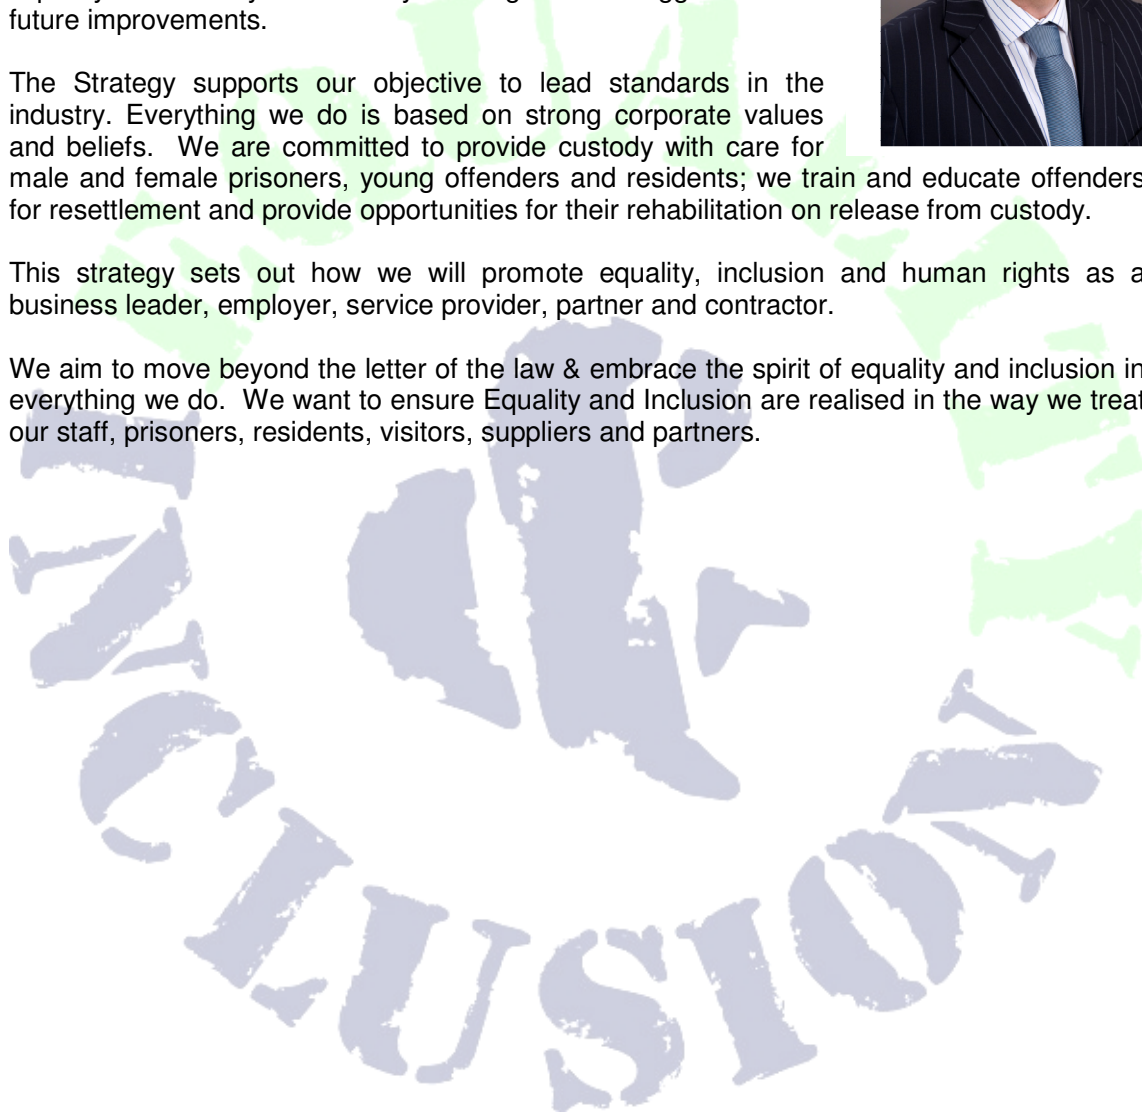 future improvements.
The Strategy supports our objective to lead standards in the
industry. Everything we do is based on strong corporate values
and beliefs. We are committed to provide custody with care for
male and female prisoners, young offenders and residents; we train and educate offenders
for resettlement and provide opportunities for their rehabilitation on release from custody.
This strategy sets out how we will promote equality, inclusion and human rights as a
business leader, employer, service provider, partner and contractor.
We aim to move beyond the letter of the law & embrace the spirit of equality and inclusion in
everything we do. We want to ensure Equality and Inclusion are realised in the way we treat
our staff, prisoners, residents, visitors, suppliers and partners.
EQUALITY
&
INCLUSION